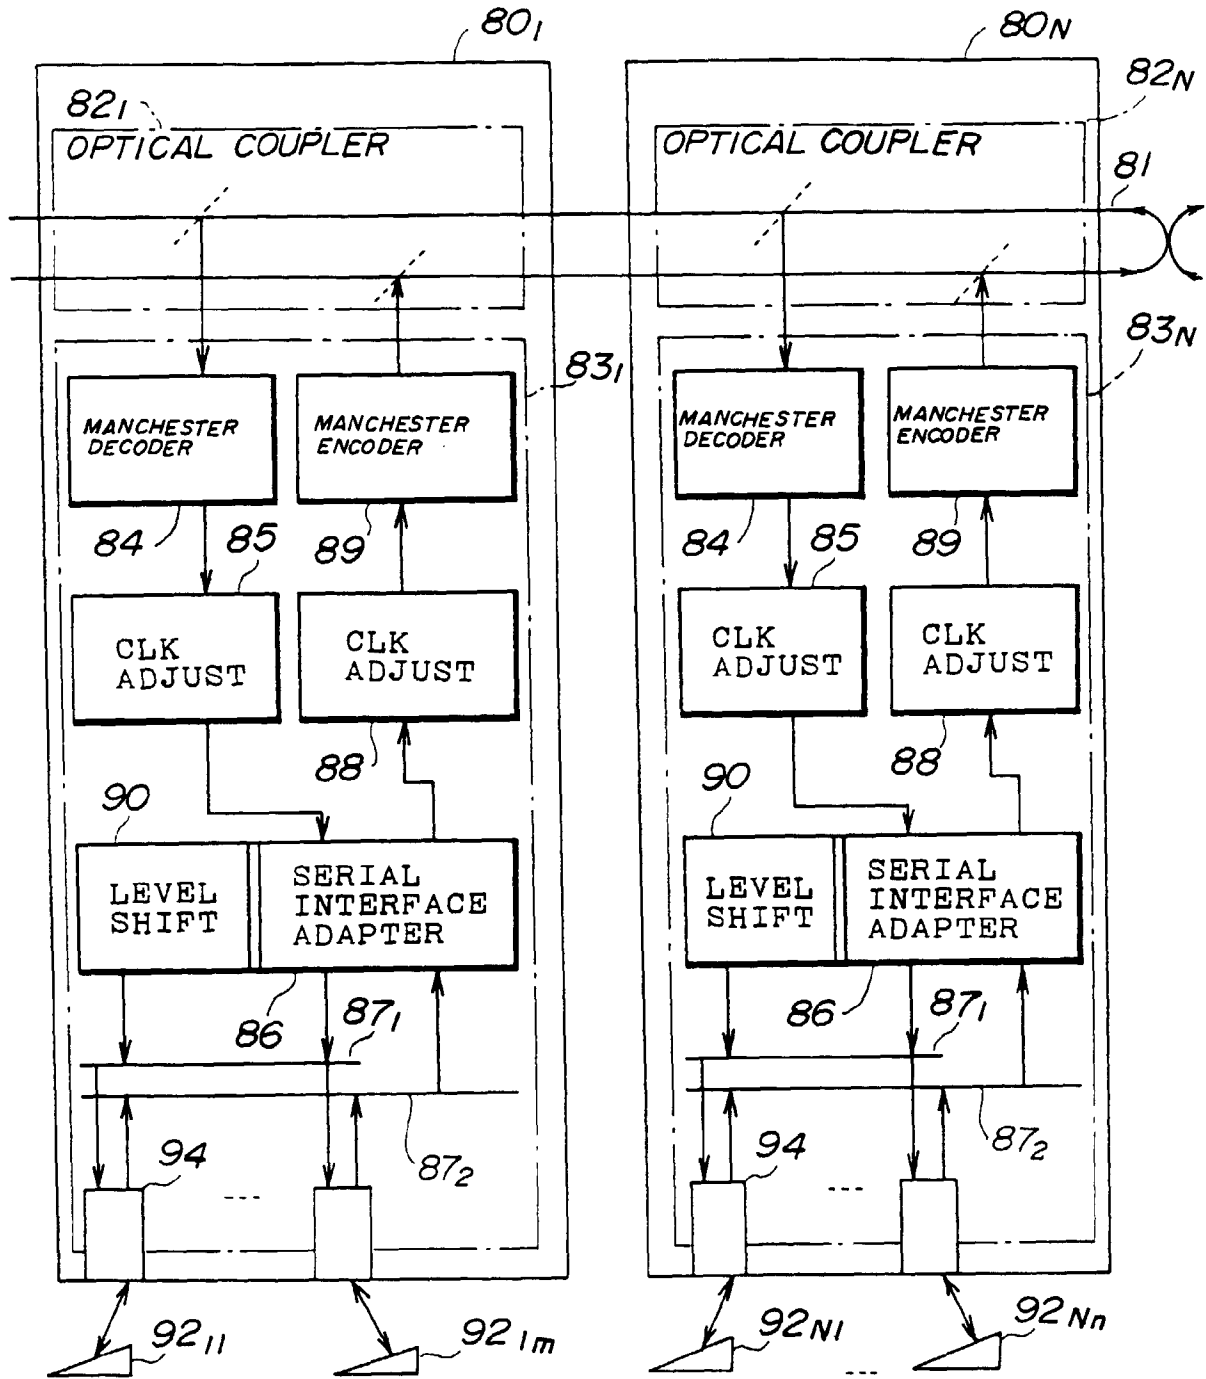 80₁
80N
82₁
OPTICAL COUPLER
82N
OPTICAL COUPLER
81
83₁
83N
MANCHESTER
DECODER
MANCHESTER
ENCODER
MANCHESTER
DECODER
MANCHESTER
ENCODER
84
85
89
84
85
89
CLK
ADJUST
CLK
ADJUST
CLK
ADJUST
CLK
ADJUST
88
88
90
90
LEVEL
SHIFT
SERIAL
INTERFACE
ADAPTER
LEVEL
SHIFT
SERIAL
INTERFACE
ADAPTER
86
87₁
86
87₁
94
87₂
94
87₂
---
---
92₁₁
92₁m
92N1
92Nn
---